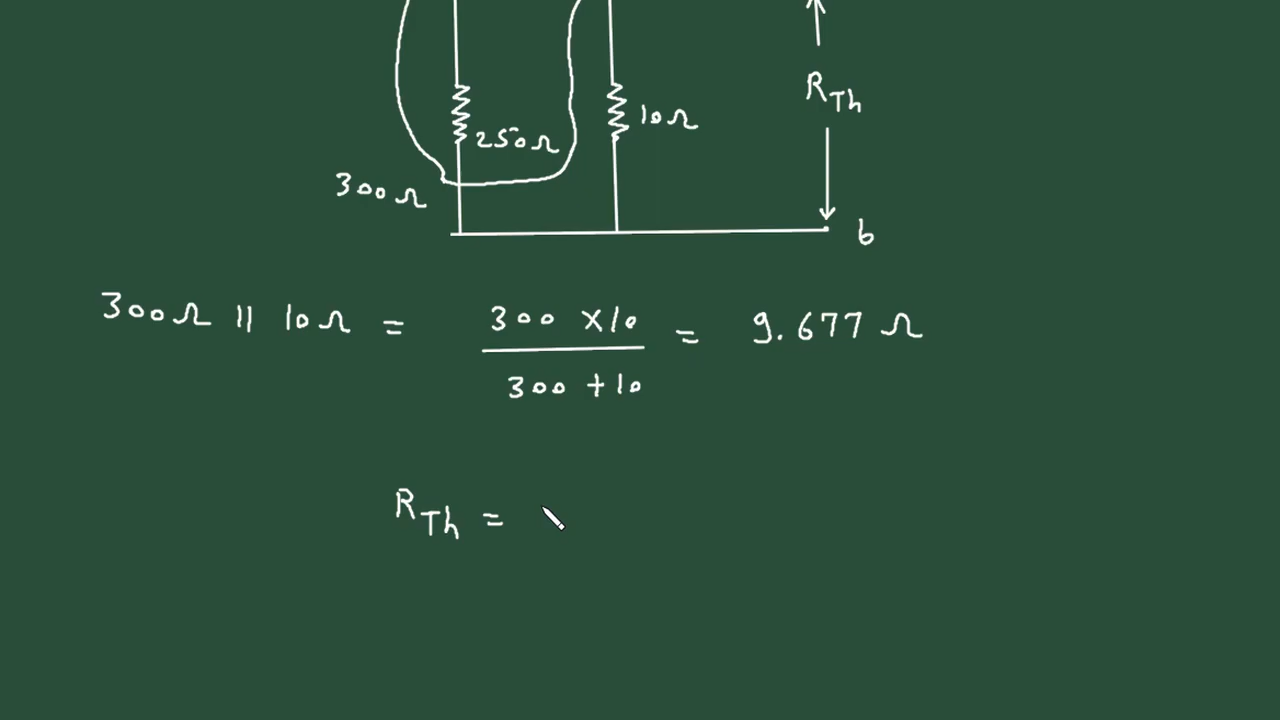 R_Th
10Ω
250Ω
300Ω
b
300Ω || 10Ω = 300 × 10 / 300 + 10 = 9.677 Ω
R_Th =